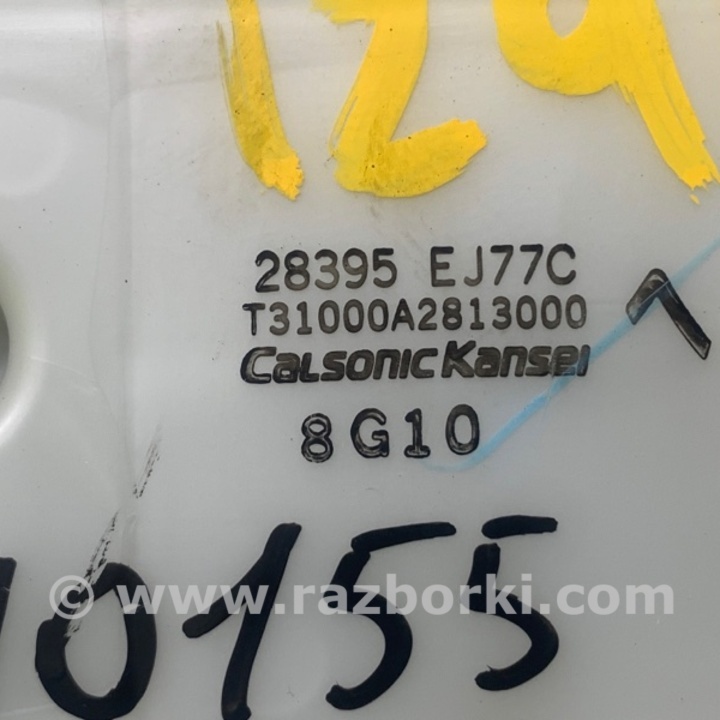 129
28395 EJ77C
T31000A2813000
CalsonicKansei
8G10
10155
© www.razborki.com